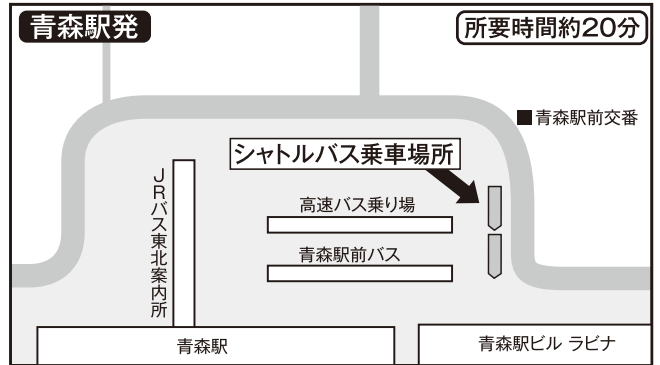 青森駅発
所要時間約20分
青森駅前交番
シャトルバス乗車場所
JRバス東北案内所
高速バス乗り場
青森駅前バス
青森駅
青森駅ビル ラビナ